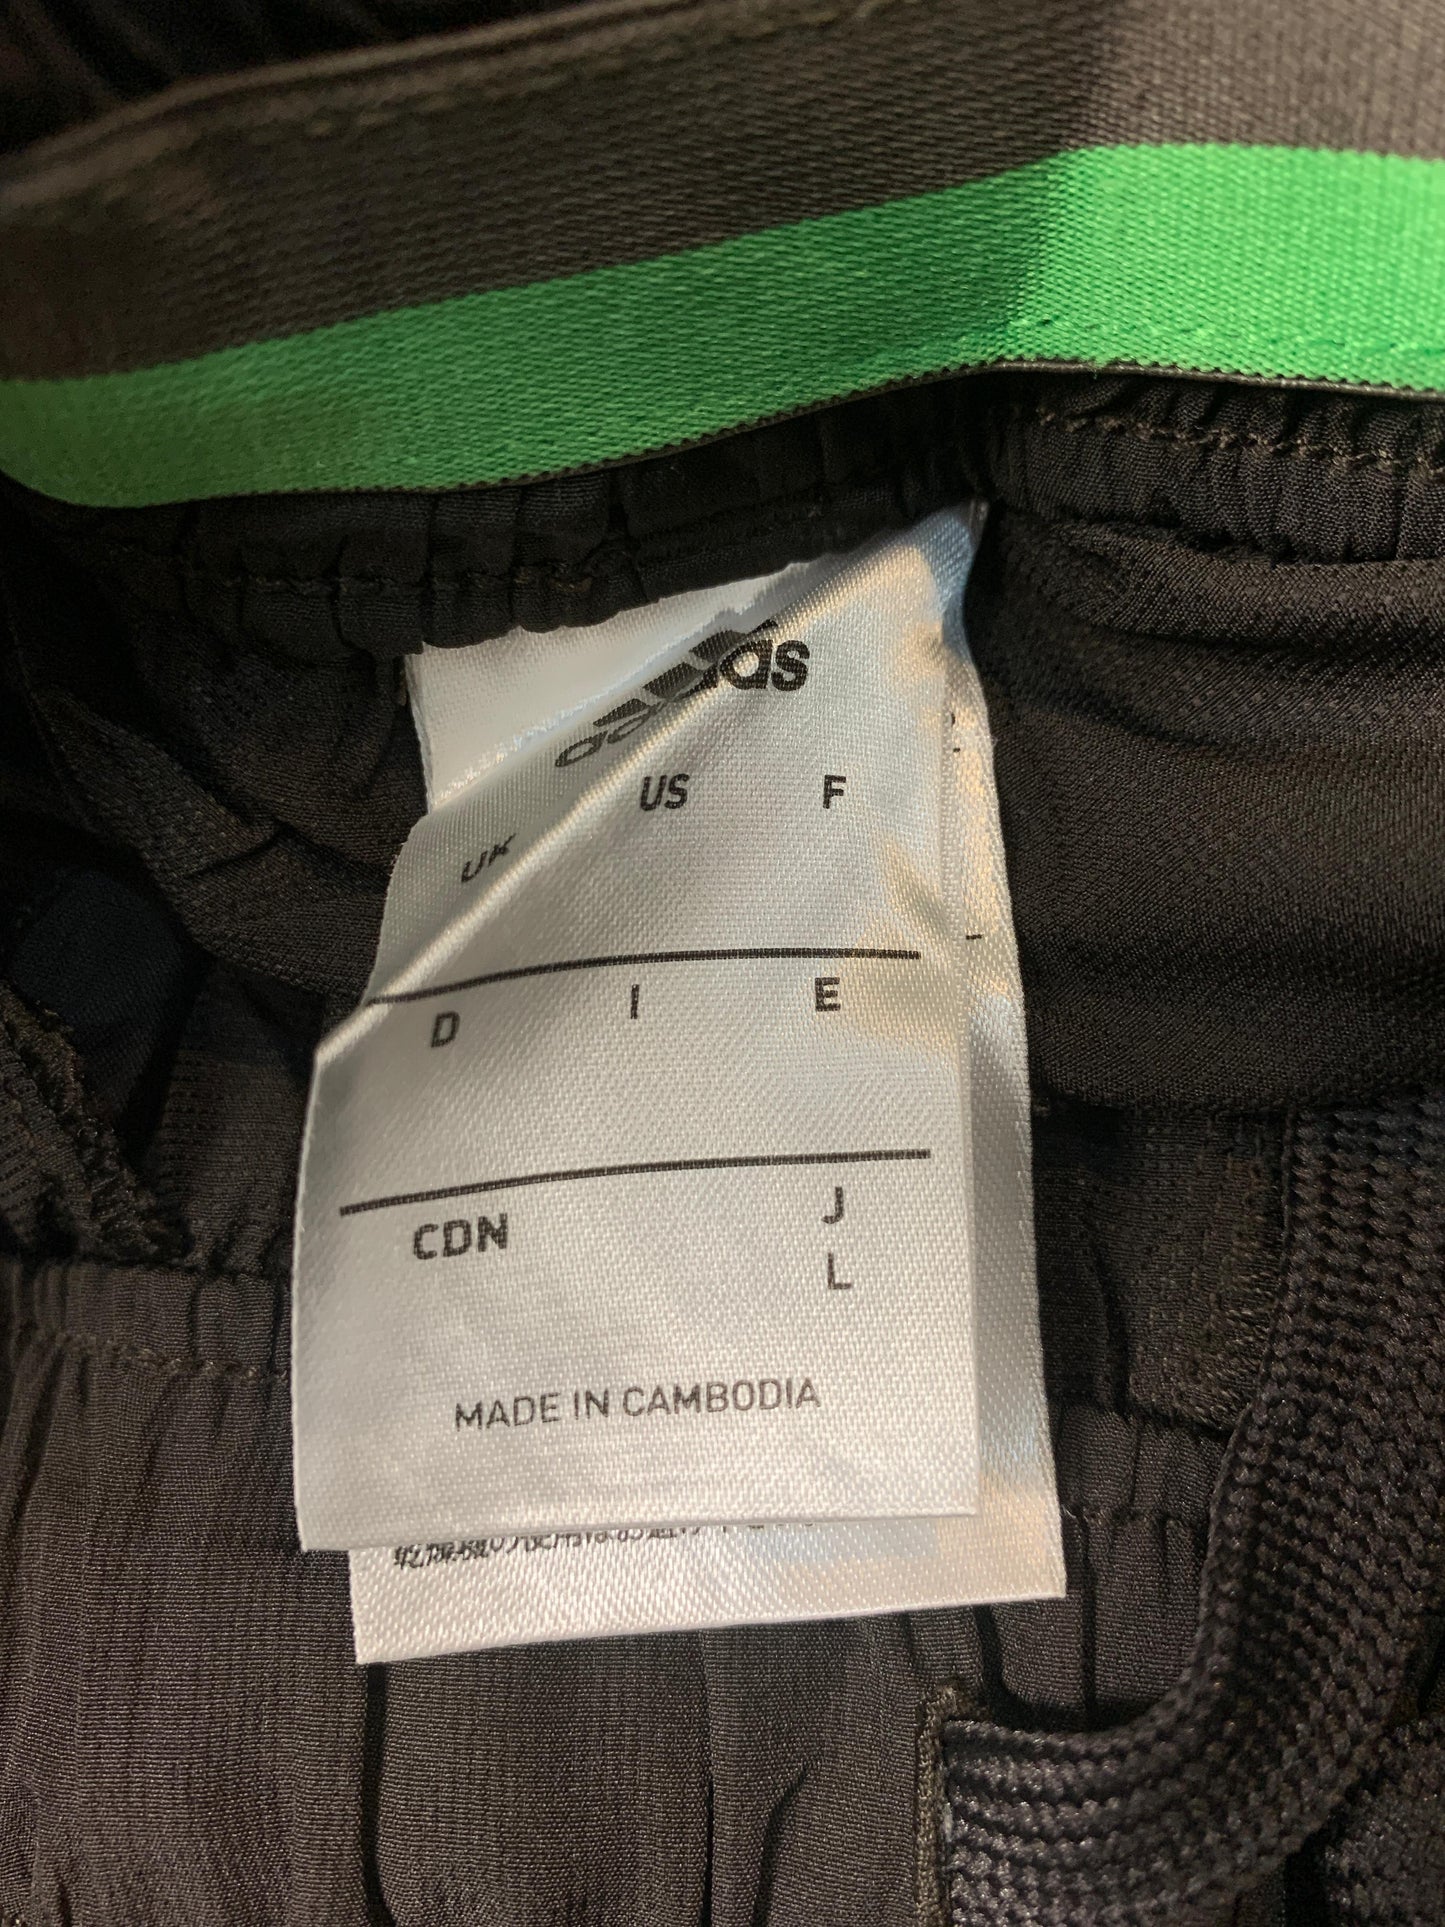 adidas
UK US F
D I E
CDN J
L
MADE IN CAMBODIA